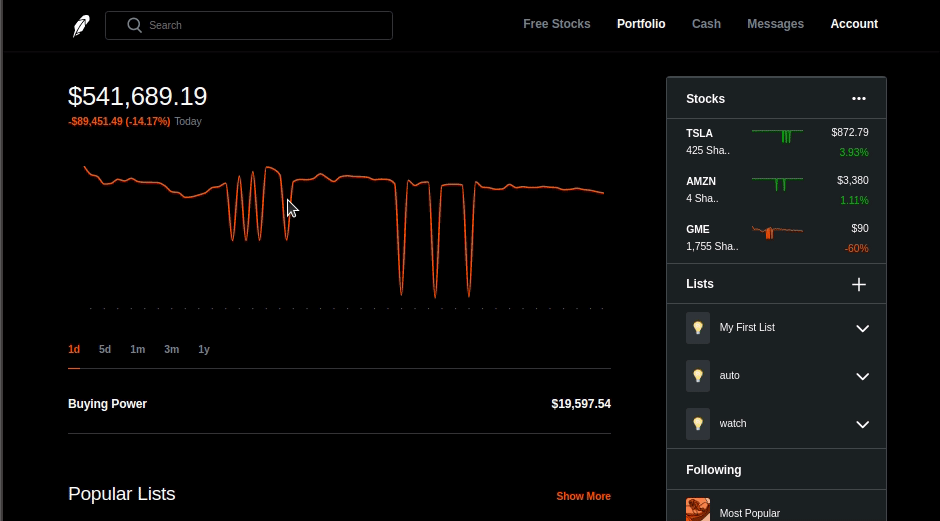 Search
Free Stocks
Portfolio
Cash
Messages
Account
$541,689.19
-$89,451.49 (-14.17%) Today
1d
5d
1m
3m
1y
Buying Power
$19,597.54
Popular Lists
Show More
Stocks
TSLA
$872.79
425 Sha..
3.93%
AMZN
$3,380
4 Sha..
1.11%
GME
$90
1,755 Sha..
-60%
Lists
My First List
auto
watch
Following
Most Popular